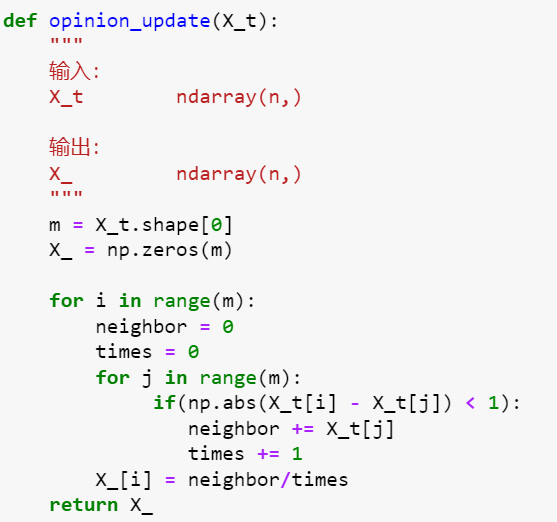 def opinion_update(X_t):
    """
    输入:
    X_t        ndarray(n,)

    输出:
    X_         ndarray(n,)
    """
    m = X_t.shape[0]
    X_ = np.zeros(m)

    for i in range(m):
        neighbor = 0
        times = 0
        for j in range(m):
             if(np.abs(X_t[i] - X_t[j]) < 1):
                neighbor += X_t[j]
                times += 1
        X_[i] = neighbor/times
    return X_